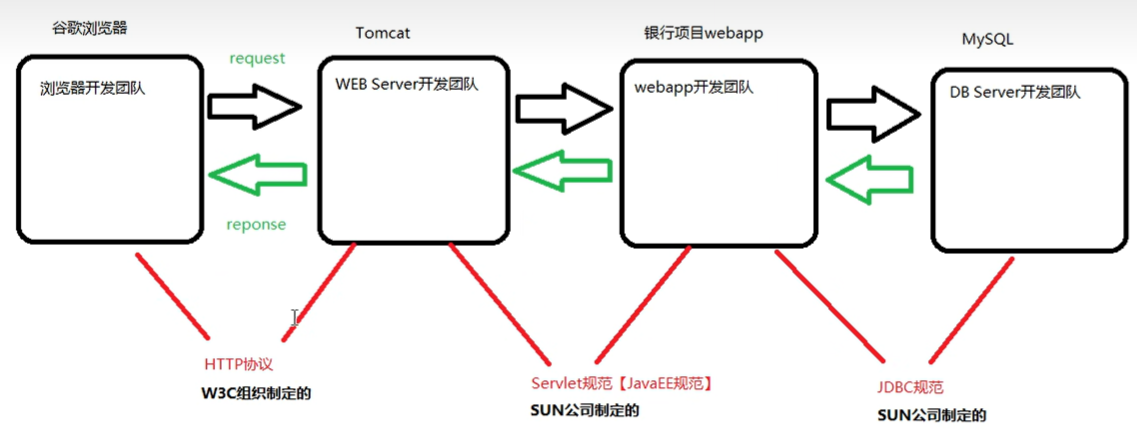 谷歌浏览器
Tomcat
银行项目webapp
MySQL
request
浏览器开发团队
WEB Server开发团队
webapp开发团队
DB Server开发团队
reponse
HTTP协议
W3C组织制定的
Servlet规范【JavaEE规范】
SUN公司制定的
JDBC规范
SUN公司制定的